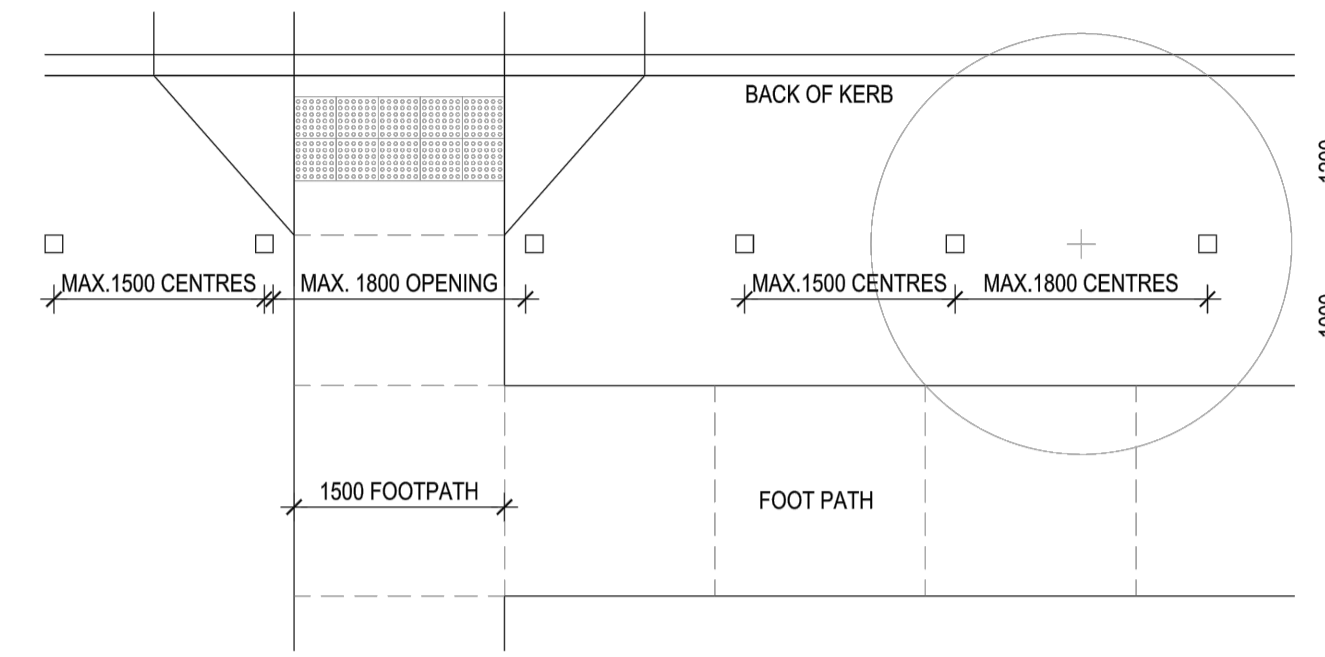 BACK OF KERB
MAX.1500 CENTRES
MAX. 1800 OPENING
MAX.1500 CENTRES
MAX.1800 CENTRES
1500 FOOTPATH
FOOT PATH